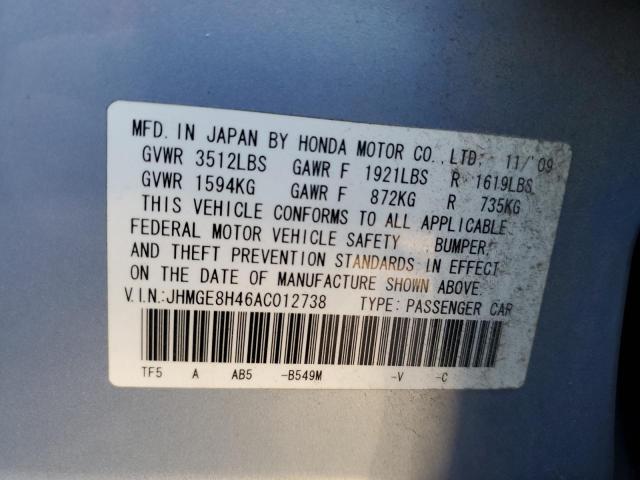 MFD. IN JAPAN BY HONDA MOTOR CO., LTD. 11/'09
GVWR 3512LBS GAWR F 1921LBS R 1619LBS
GVWR 1594KG GAWR F 872KG R 735KG
THIS VEHICLE CONFORMS TO ALL APPLICABLE
FEDERAL MOTOR VEHICLE SAFETY, BUMPER,
AND THEFT PREVENTION STANDARDS IN EFFECT
ON THE DATE OF MANUFACTURE SHOWN ABOVE.
V.I.N.:JHMGE8H46AC012738 TYPE: PASSENGER CAR
TF5 A AB5 -B549M -V -C